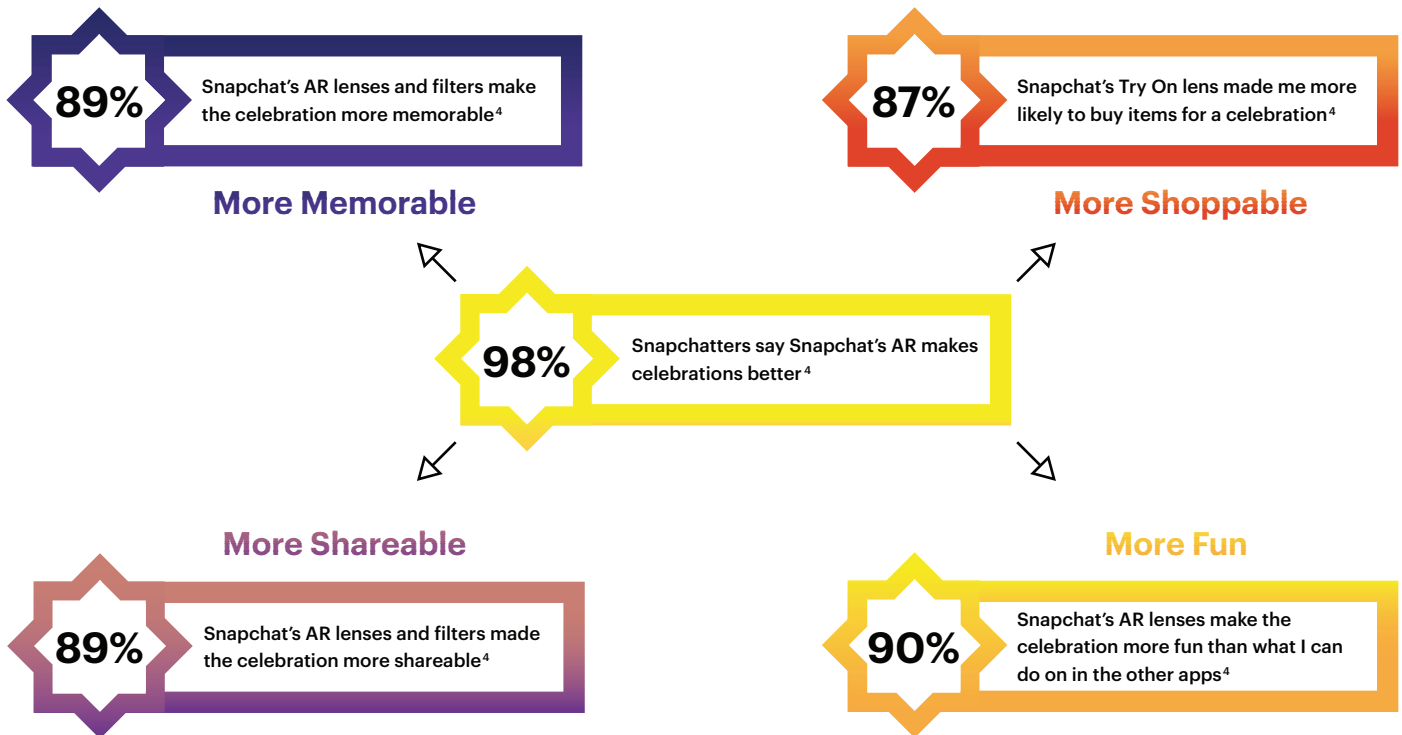 89%
Snapchat's AR lenses and filters make
the celebration more memorable⁴
More Memorable
87%
Snapchat's Try On lens made me more
likely to buy items for a celebration⁴
More Shoppable
98%
Snapchatters say Snapchat's AR makes
celebrations better⁴
More Shareable
89%
Snapchat's AR lenses and filters made
the celebration more shareable⁴
More Fun
90%
Snapchat's AR lenses make the
celebration more fun than what I can
do on in the other apps⁴